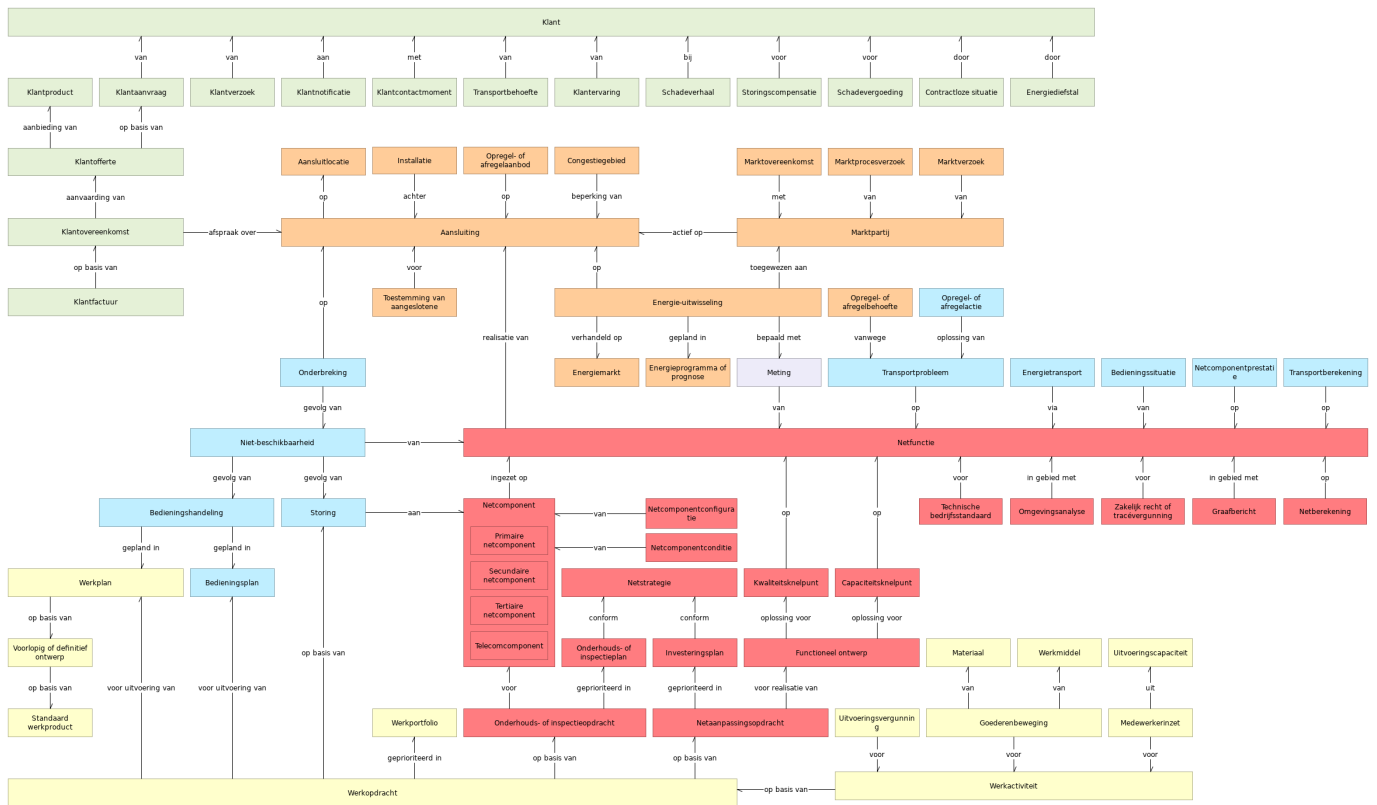 Klant
van
van
aan
met
van
van
bij
voor
voor
door
door
Klantproduct
Klantaanvraag
Klantverzoek
Klantnotificatie
Klantcontactmoment
Transportbehoefte
Klantervaring
Schadeverhaal
Storingscompensatie
Schadevergoeding
Contractloze situatie
Energiediefstal
aanbieding van
op basis van
Klantofferte
Aansluitlocatie
Installatie
Opregel- of
afregelaanbod
Congestiegebied
Marktovereenkomst
Marktprocesverzoek
Marktverzoek
aanvaarding van
op
achter
op
beperking van
met
van
van
Klantovereenkomst
afspraak over
Aansluiting
actief op
Marktpartij
op basis van
voor
op
toegewezen aan
Klantfactuur
op
Toestemming van
aangeslotene
Energie-uitwisseling
Opregel- of
afregelbehoefte
Opregel- of
afregelactie
realisatie van
verhandeld op
gepland in
bepaald met
vanwege
oplossing van
Onderbreking
Energiemarkt
Energieprogramma of
prognose
Meting
Transportprobleem
Energietransport
Bedieningssituatie
Netcomponentprestati
e
Transportberekening
gevolg van
van
op
via
van
op
op
Niet-beschikbaarheid
van
Netfunctie
gevolg van
gevolg van
ingezet op
voor
in gebied met
voor
in gebied met
op
Bedieningshandeling
Storing
aan
Netcomponent
van
Netcomponentconfigura
tie
op
op
Technische
bedrijfsstandaard
Omgevingsanalyse
Zakelijk recht of
tracévergunning
Graafbericht
Netberekening
gepland in
gepland in
Primaire
netcomponent
van
Netcomponentconditie
Werkplan
Bedieningsplan
Secundaire
netcomponent
Netstrategie
Kwaliteitsknelpunt
Capaciteitsknelpunt
op basis van
Tertiaire
netcomponent
conform
conform
oplossing voor
oplossing voor
Voorlopig of definitief
ontwerp
op basis van
Telecomcomponent
Onderhouds- of
inspectieplan
Investeringsplan
Functioneel ontwerp
Materiaal
Werkmiddel
Uitvoeringscapaciteit
op basis van
voor uitvoering van
voor uitvoering van
voor
geprioriteerd in
geprioriteerd in
voor realisatie van
van
van
uit
Standaard
werkproduct
Werkportfolio
Onderhouds- of inspectieopdracht
Netaanpassingsopdracht
Uitvoeringsvergunnin
g
Goederenbeweging
Medewerkerinzet
geprioriteerd in
op basis van
op basis van
voor
voor
voor
Werkopdracht
op basis van
Werkactiviteit